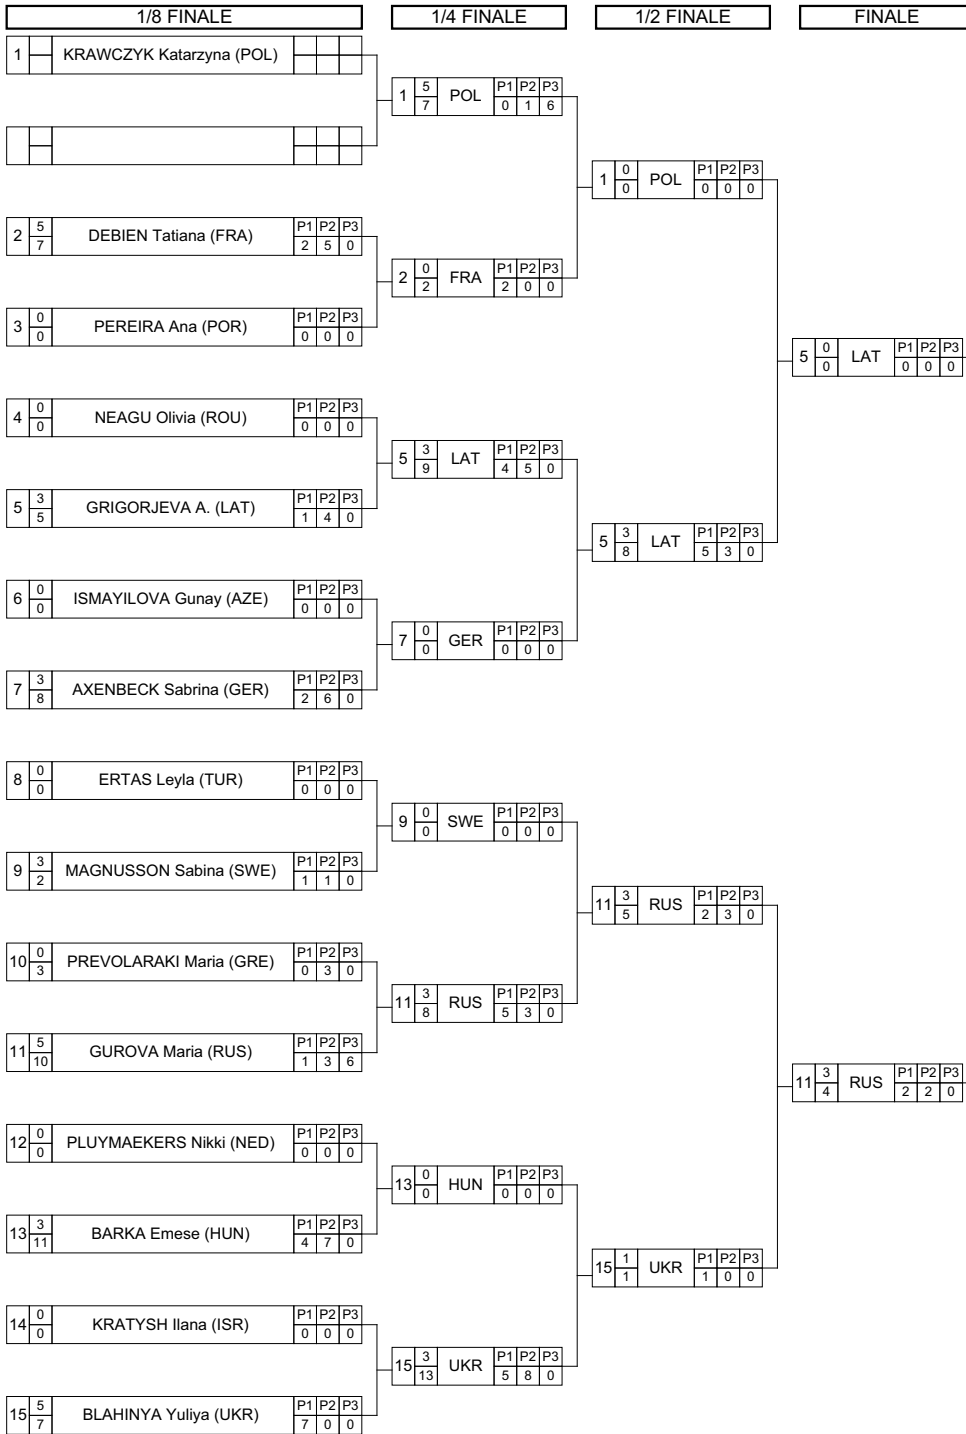 1/8 FINALE 1/4 FINALE 1/2 FINALE FINALE
1 KRAWCZYK Katarzyna (POL)
1 5 7 POL P1 P2 P3 0 1 6
1 0 0 POL P1 P2 P3 0 0 0
2 5 7 DEBIEN Tatiana (FRA) P1 P2 P3 2 5 0
2 0 2 FRA P1 P2 P3 2 0 0
3 0 0 PEREIRA Ana (POR) P1 P2 P3 0 0 0
5 0 0 LAT P1 P2 P3 0 0 0
4 0 0 NEAGU Olivia (ROU) P1 P2 P3 0 0 0
5 3 9 LAT P1 P2 P3 4 5 0
5 3 5 GRIGORJEVA A. (LAT) P1 P2 P3 1 4 0
5 3 8 LAT P1 P2 P3 5 3 0
6 0 0 ISMAYILOVA Gunay (AZE) P1 P2 P3 0 0 0
7 0 0 GER P1 P2 P3 0 0 0
7 3 8 AXENBECK Sabrina (GER) P1 P2 P3 2 6 0
8 0 0 ERTAS Leyla (TUR) P1 P2 P3 0 0 0
9 0 0 SWE P1 P2 P3 0 0 0
9 3 2 MAGNUSSON Sabina (SWE) P1 P2 P3 1 1 0
11 3 5 RUS P1 P2 P3 2 3 0
10 0 3 PREVOLARAKI Maria (GRE) P1 P2 P3 0 3 0
11 3 8 RUS P1 P2 P3 5 3 0
11 5 10 GUROVA Maria (RUS) P1 P2 P3 1 3 6
11 3 4 RUS P1 P2 P3 2 2 0
12 0 0 PLUYMAEKERS Nikki (NED) P1 P2 P3 0 0 0
13 0 0 HUN P1 P2 P3 0 0 0
13 3 11 BARKA Emese (HUN) P1 P2 P3 4 7 0
15 1 1 UKR P1 P2 P3 1 0 0
14 0 0 KRATYSH Ilana (ISR) P1 P2 P3 0 0 0
15 3 13 UKR P1 P2 P3 5 8 0
15 5 7 BLAHINYA Yuliya (UKR) P1 P2 P3 7 0 0